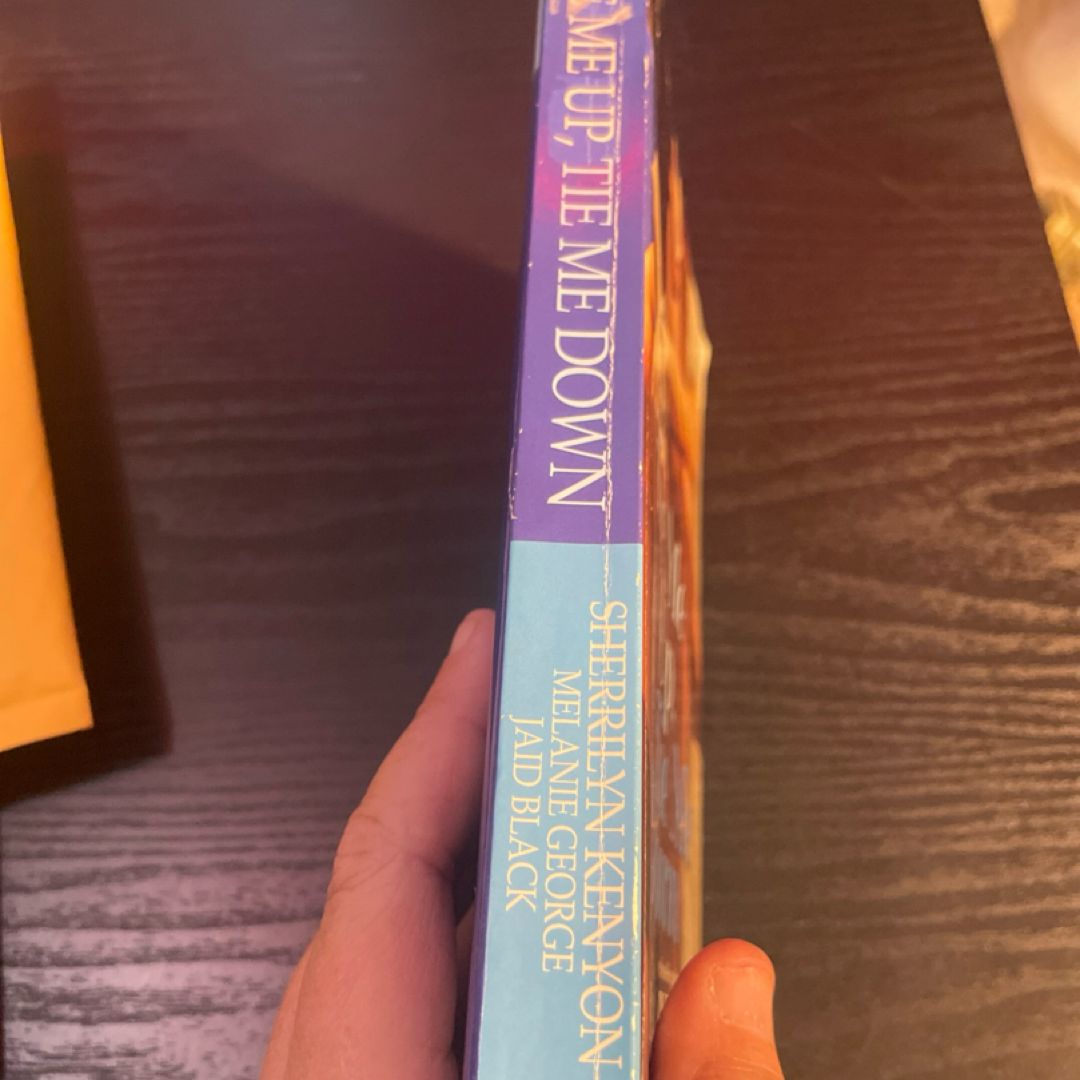 ME UP, TIE ME DOWN
SHERRILYN KENYON
MELANIE GEORGE
JAID BLACK